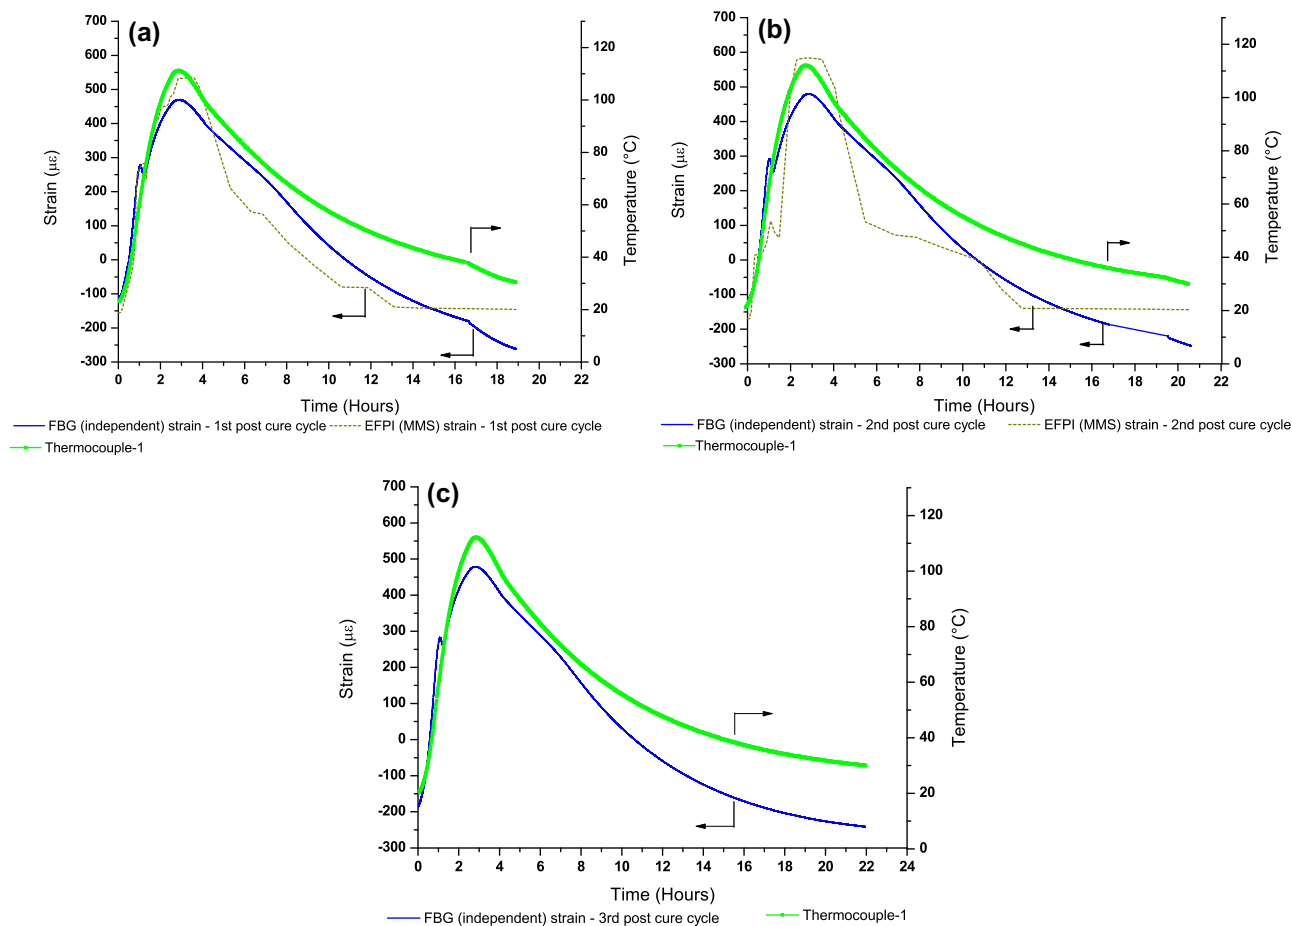 (a)
700
600
500
400
300
200
100
0
-100
-200
-300
Strain (με)
120
100
80
60
40
20
0
Temperature (°C)
0 2 4 6 8 10 12 14 16 18 20 22
Time (Hours)
FBG (independent) strain - 1st post cure cycle EFPI (MMS) strain - 1st post cure cycle
Thermocouple-1
(b)
700
600
500
400
300
200
100
0
-100
-200
-300
Strain (με)
120
100
80
60
40
20
0
Temperature (°C)
0 2 4 6 8 10 12 14 16 18 20 22
Time (Hours)
FBG (independent) strain - 2nd post cure cycle EFPI (MMS) strain - 2nd post cure cycle
Thermocouple-1
(c)
700
600
500
400
300
200
100
0
-100
-200
-300
Strain (με)
120
100
80
60
40
20
0
Temperature (°C)
0 2 4 6 8 10 12 14 16 18 20 22 24
Time (Hours)
FBG (independent) strain - 3rd post cure cycle Thermocouple-1